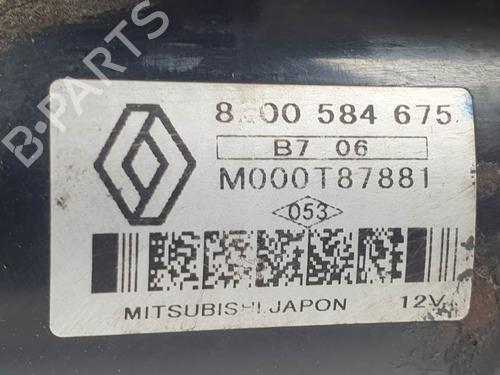 8200 584 675
B7 06
M000T87881
053
MITSUBISHI JAPON 12V
B-PARTS